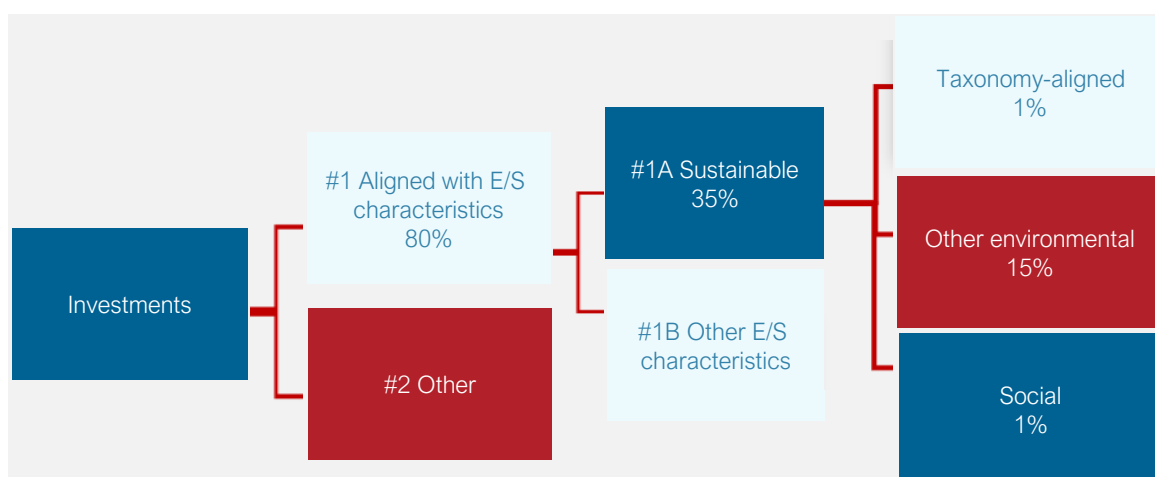 Investments
#1 Aligned with E/S
characteristics
80%
#2 Other
#1A Sustainable
35%
#1B Other E/S
characteristics
Taxonomy-aligned
1%
Other environmental
15%
Social
1%